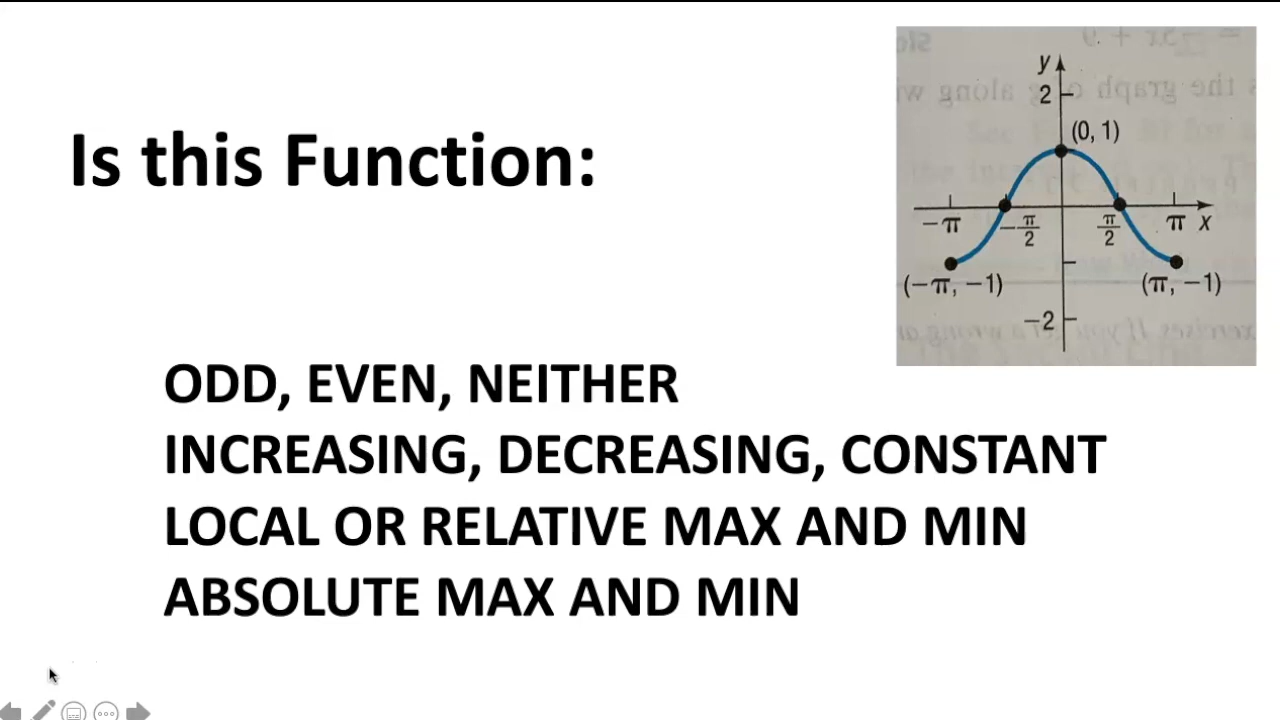 Is this Function:
ODD, EVEN, NEITHER
INCREASING, DECREASING, CONSTANT
LOCAL OR RELATIVE MAX AND MIN
ABSOLUTE MAX AND MIN
y
2
(0, 1)
−π
−π/2
π/2
π
x
(−π, −1)
(π, −1)
−2